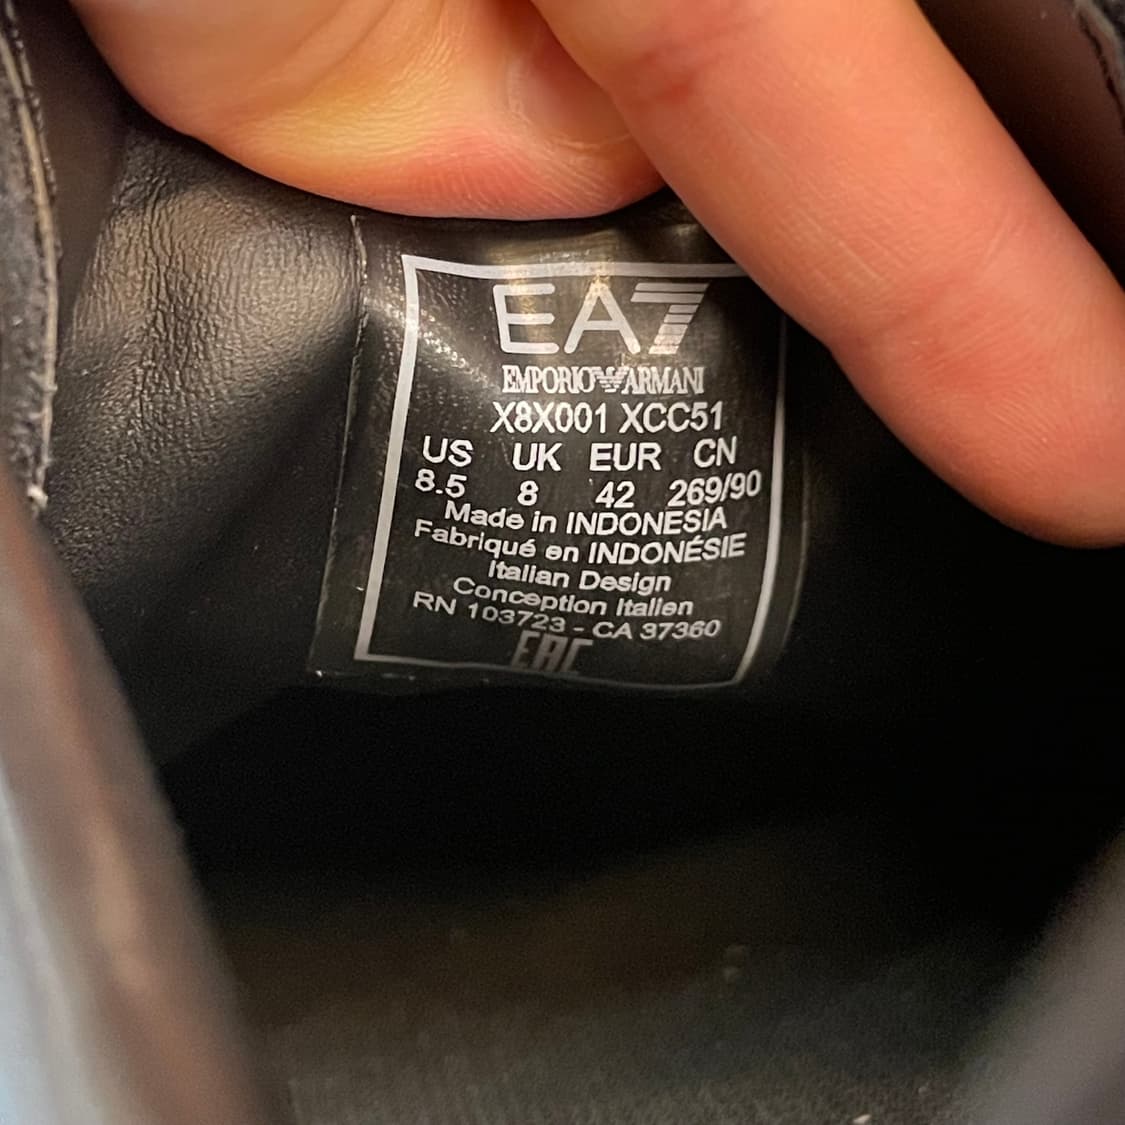 EA7
EMPORIO ARMANI
X8X001 XCC51
US UK EUR CN
8.5 8 42 269/90
Made in INDONESIA
Fabriqué en INDONÉSIE
Italian Design
Conception Italien
RN 103723 - CA 37360
EAC